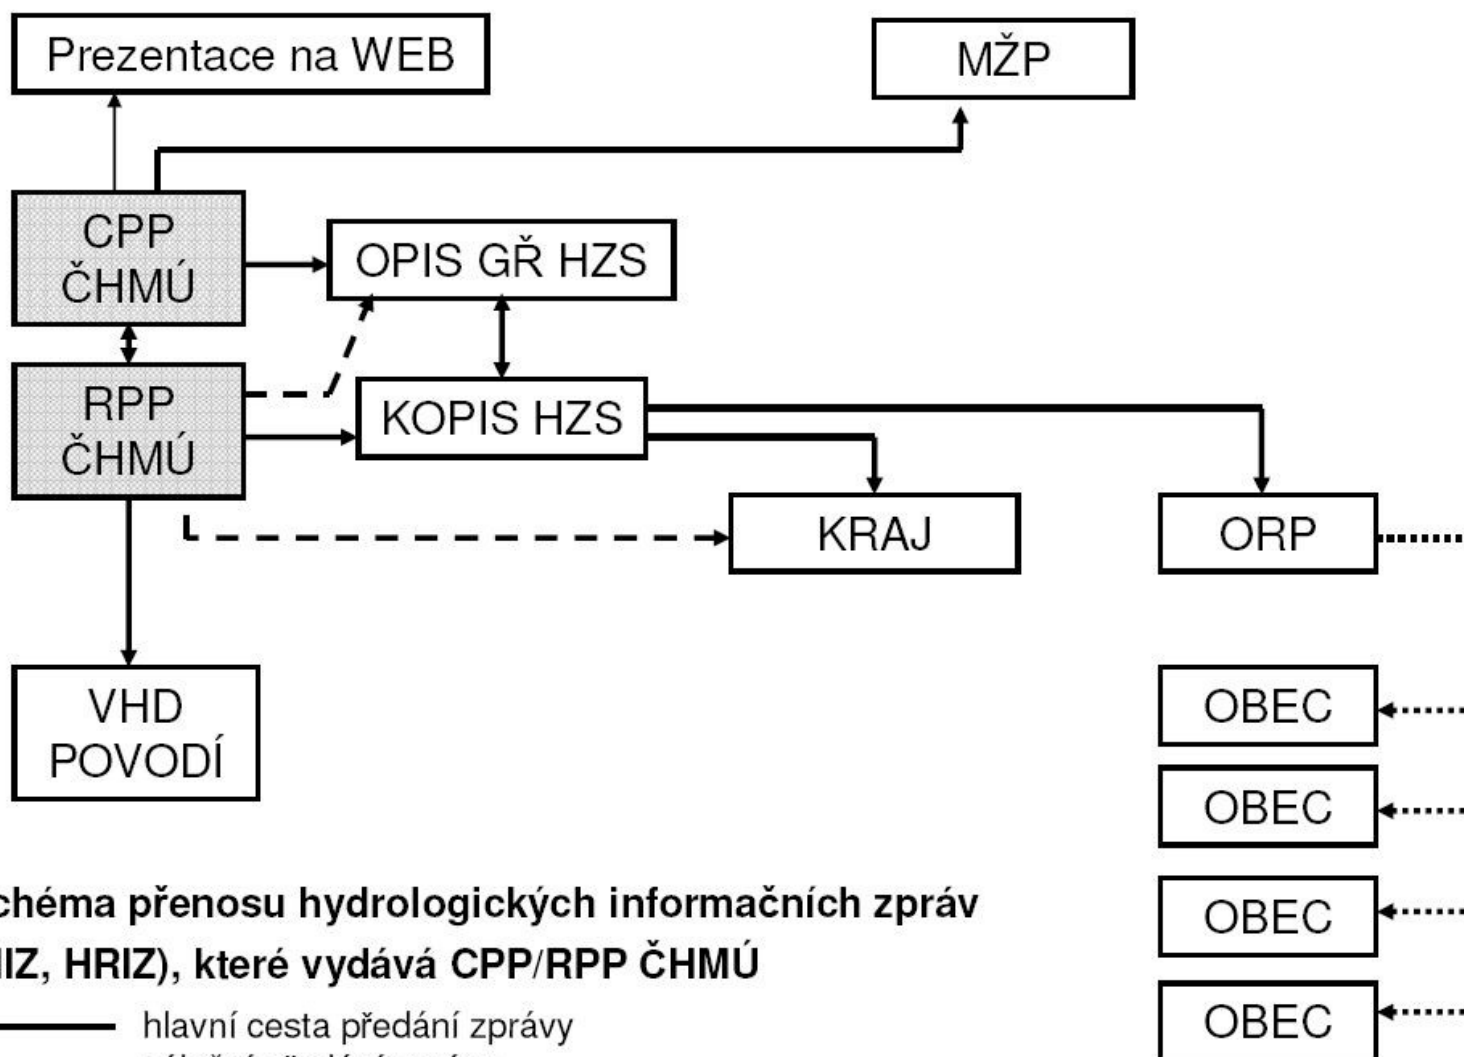 Prezentace na WEB
MŽP
CPP
ČHMÚ
OPIS GŘ HZS
RPP
ČHMÚ
KOPIS HZS
KRAJ
ORP
VHD
POVODÍ
OBEC
OBEC
OBEC
OBEC
chéma přenosu hydrologických informačních zpráv
IZ, HRIZ), které vydává CPP/RPP ČHMÚ
hlavní cesta předání zprávy